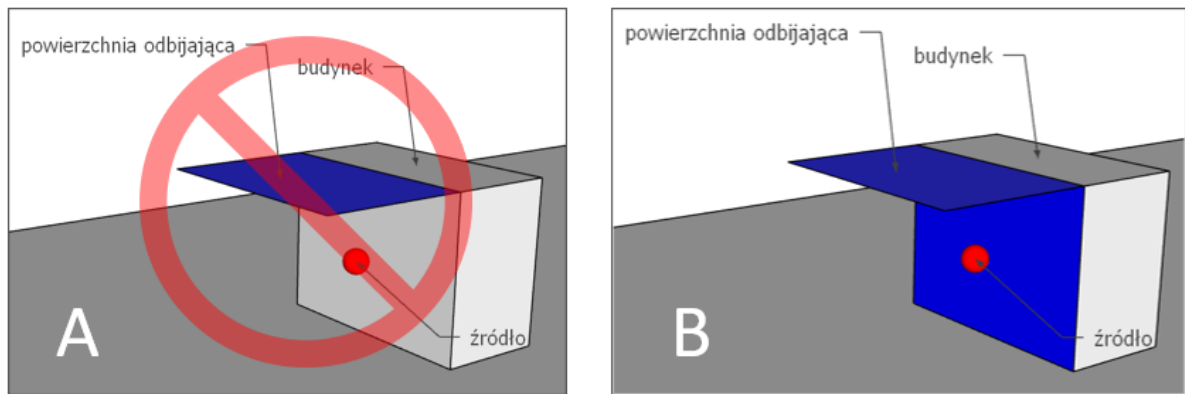 powierzchnia odbijająca
budynek
źródło
A
powierzchnia odbijająca
budynek
źródło
B